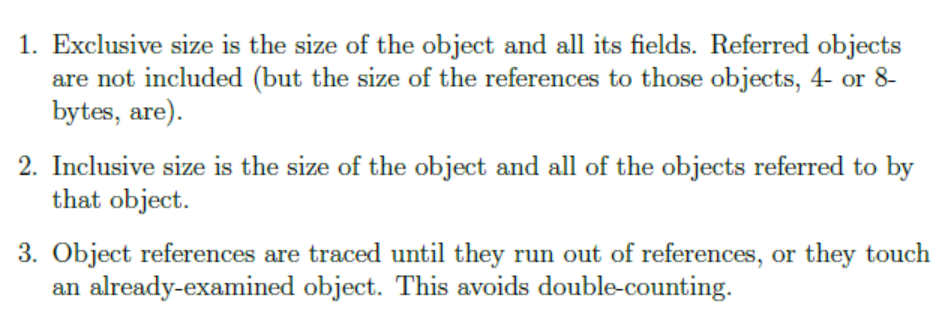 1. Exclusive size is the size of the object and all its fields. Referred objects
are not included (but the size of the references to those objects, 4- or 8-
bytes, are).
2. Inclusive size is the size of the object and all of the objects referred to by
that object.
3. Object references are traced until they run out of references, or they touch
an already-examined object. This avoids double-counting.